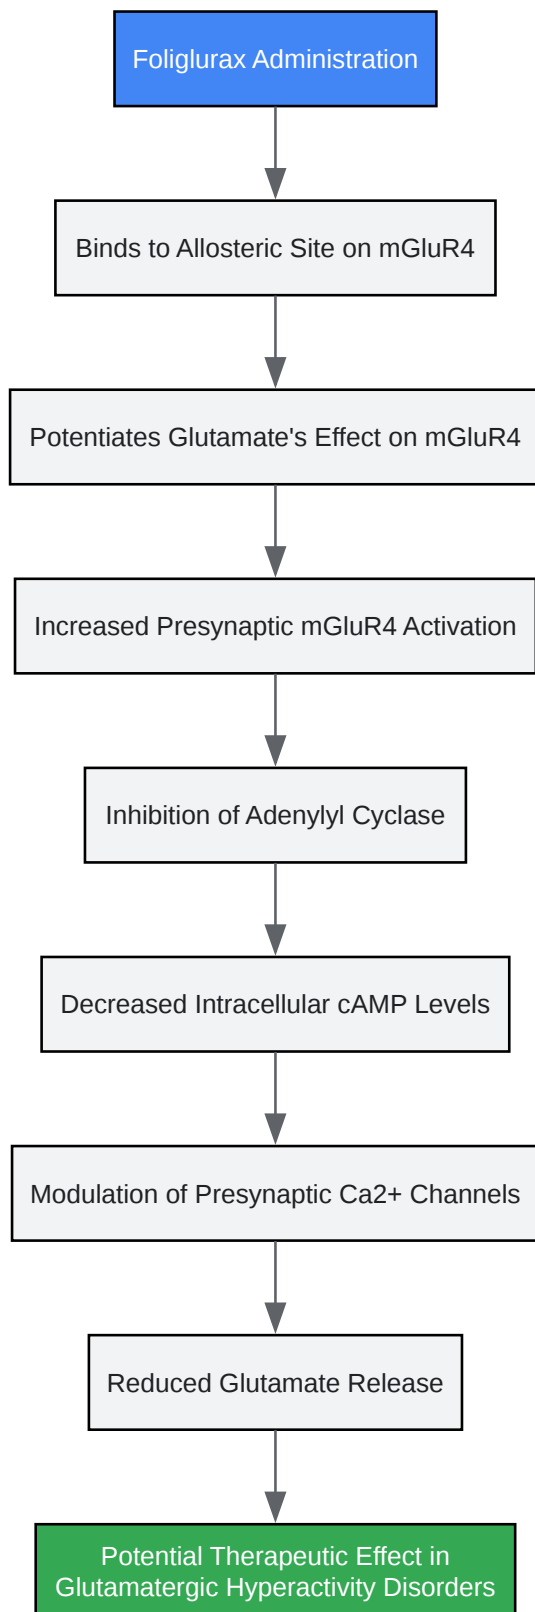 Foliglurax Administration
Binds to Allosteric Site on mGluR4
Potentiates Glutamate's Effect on mGluR4
Increased Presynaptic mGluR4 Activation
Inhibition of Adenylyl Cyclase
Decreased Intracellular cAMP Levels
Modulation of Presynaptic Ca2+ Channels
Reduced Glutamate Release
Potential Therapeutic Effect in
Glutamatergic Hyperactivity Disorders